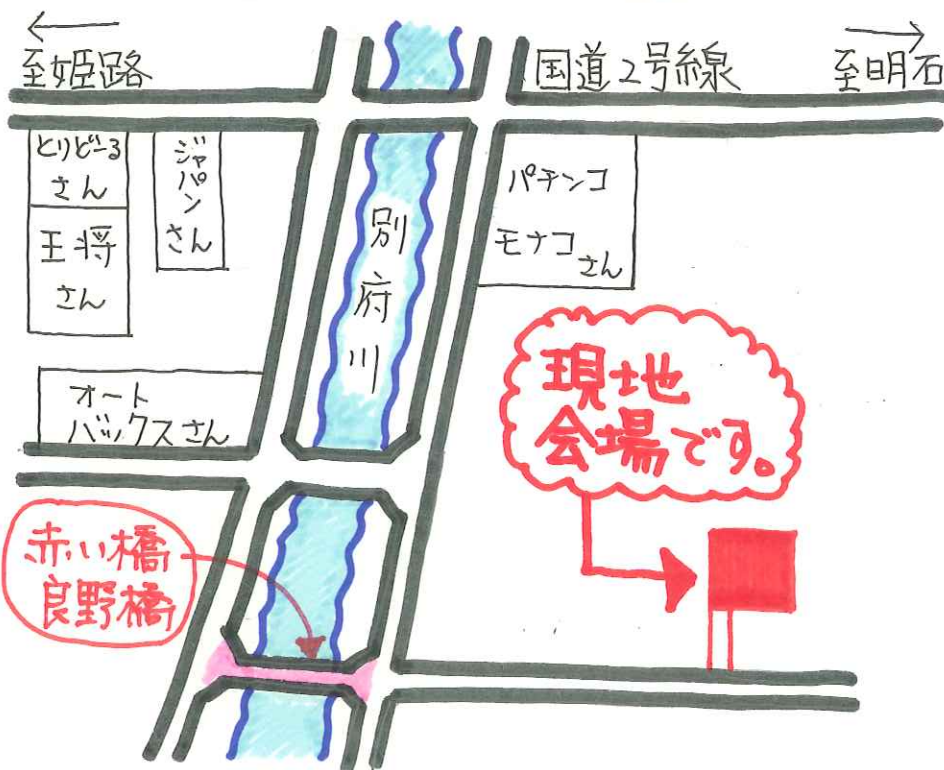 至姫路
国道2号線
至明石
とりどーる
さん
王将
さん
ジャパンさん
別府川
パチンコ
モナコさん
オート
バックスさん
現地
会場です。
赤い橋
良野橋